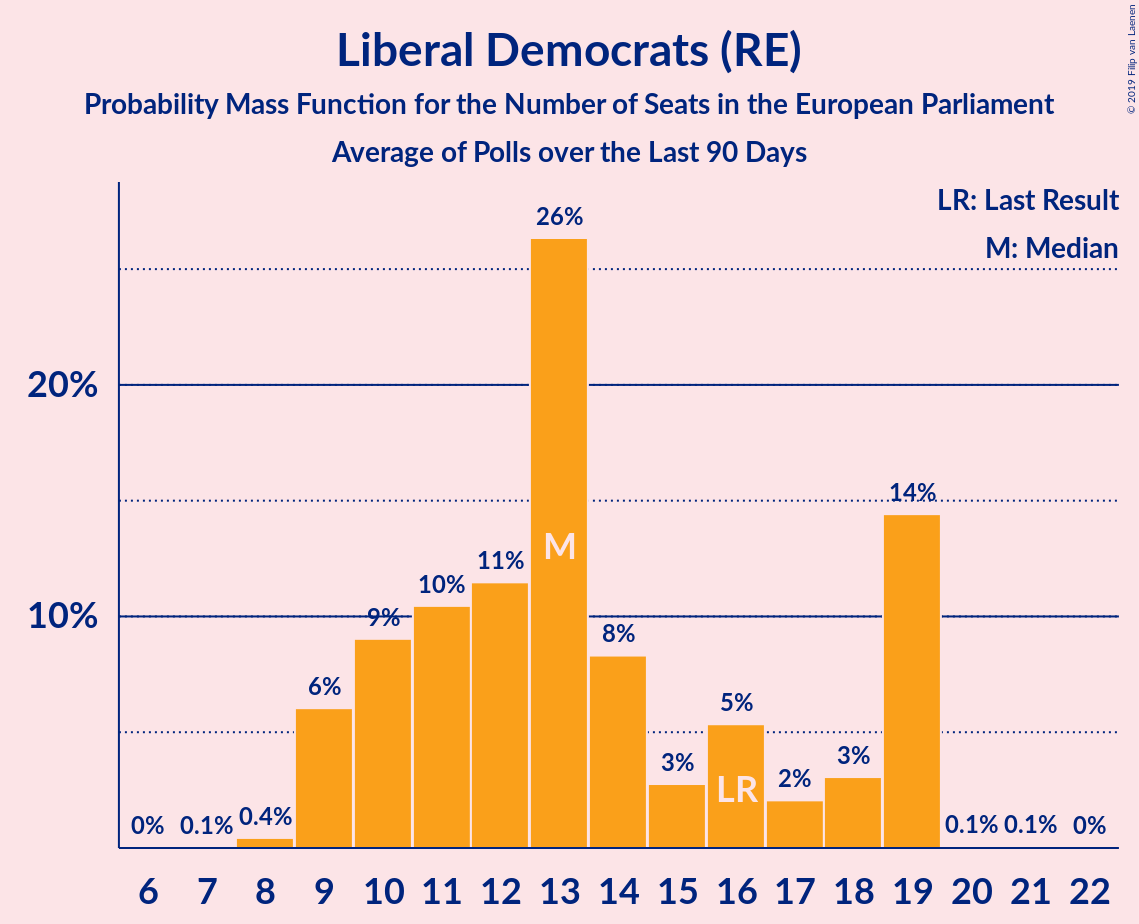 Liberal Democrats (RE)
Probability Mass Function for the Number of Seats in the European Parliament
Average of Polls over the Last 90 Days
© 2019 Filip van Laenen
LR: Last Result
M: Median
20%
10%
0%
0.1%
0.4%
6%
9%
10%
11%
26%
8%
3%
5%
2%
3%
14%
0.1%
0.1%
0%
M
LR
6 7 8 9 10 11 12 13 14 15 16 17 18 19 20 21 22